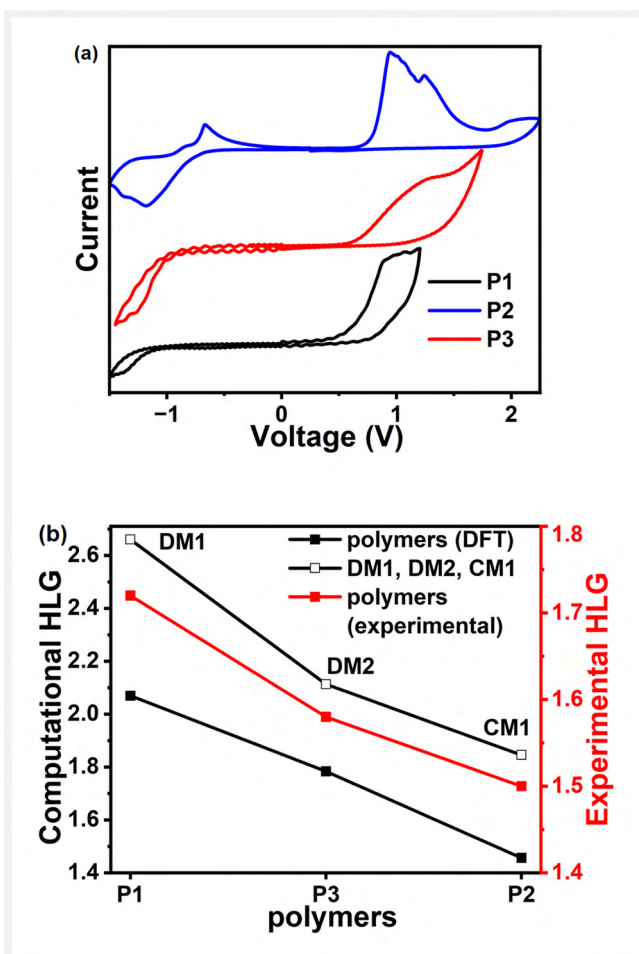 (a)
Current
P1
P2
P3
−1
0
1
2
Voltage (V)
(b)
Computational HLG
2.6
2.4
2.2
2.0
1.8
1.6
1.4
DM1
DM2
CM1
polymers (DFT)
DM1, DM2, CM1
polymers
(experimental)
1.8
1.7
1.6
1.5
1.4
Experimental HLG
P1
P3
P2
polymers